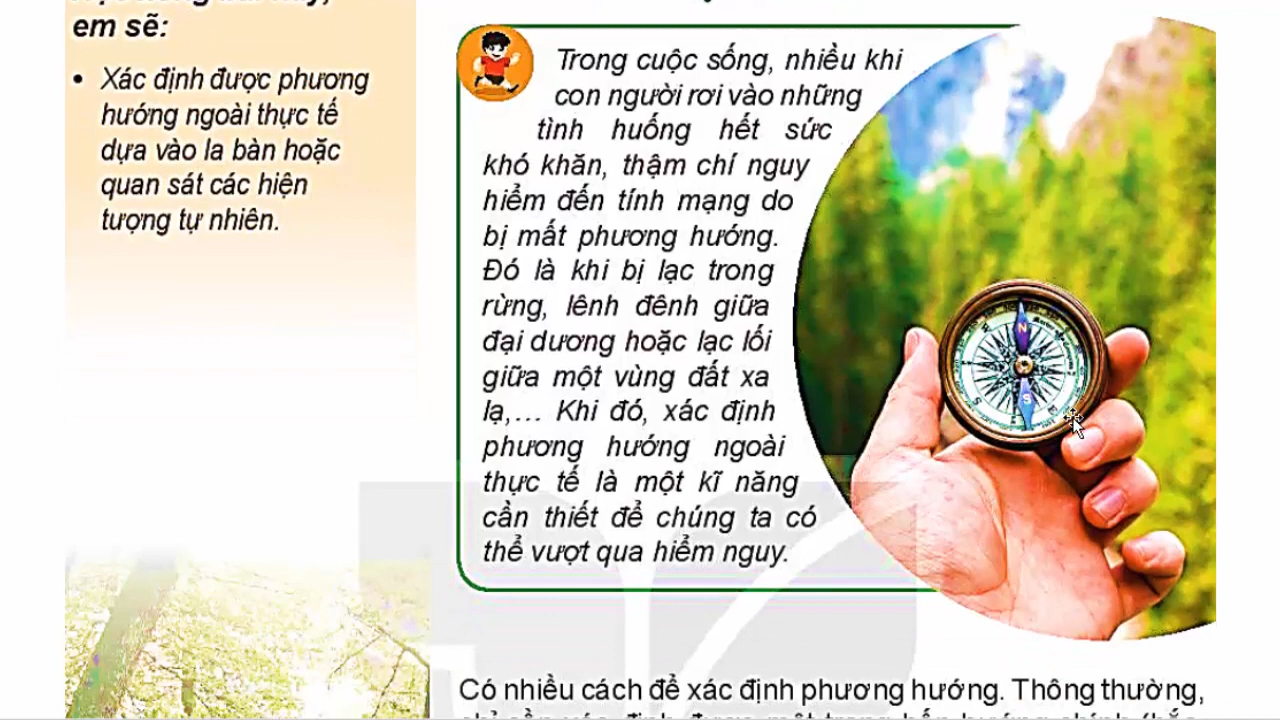 em sẽ:
• Xác định được phương
hướng ngoài thực tế
dựa vào la bàn hoặc
quan sát các hiện
tượng tự nhiên.
Trong cuộc sống, nhiều khi
con người rơi vào những
tình huống hết sức
khó khăn, thậm chí nguy
hiểm đến tính mạng do
bị mất phương hướng.
Đó là khi bị lạc trong
rừng, lênh đênh giữa
đại dương hoặc lạc lối
giữa một vùng đất xa
lạ,... Khi đó, xác định
phương hướng ngoài
thực tế là một kĩ năng
cần thiết để chúng ta có
thể vượt qua hiểm nguy.
N
S
Có nhiều cách để xác định phương hướng. Thông thường,